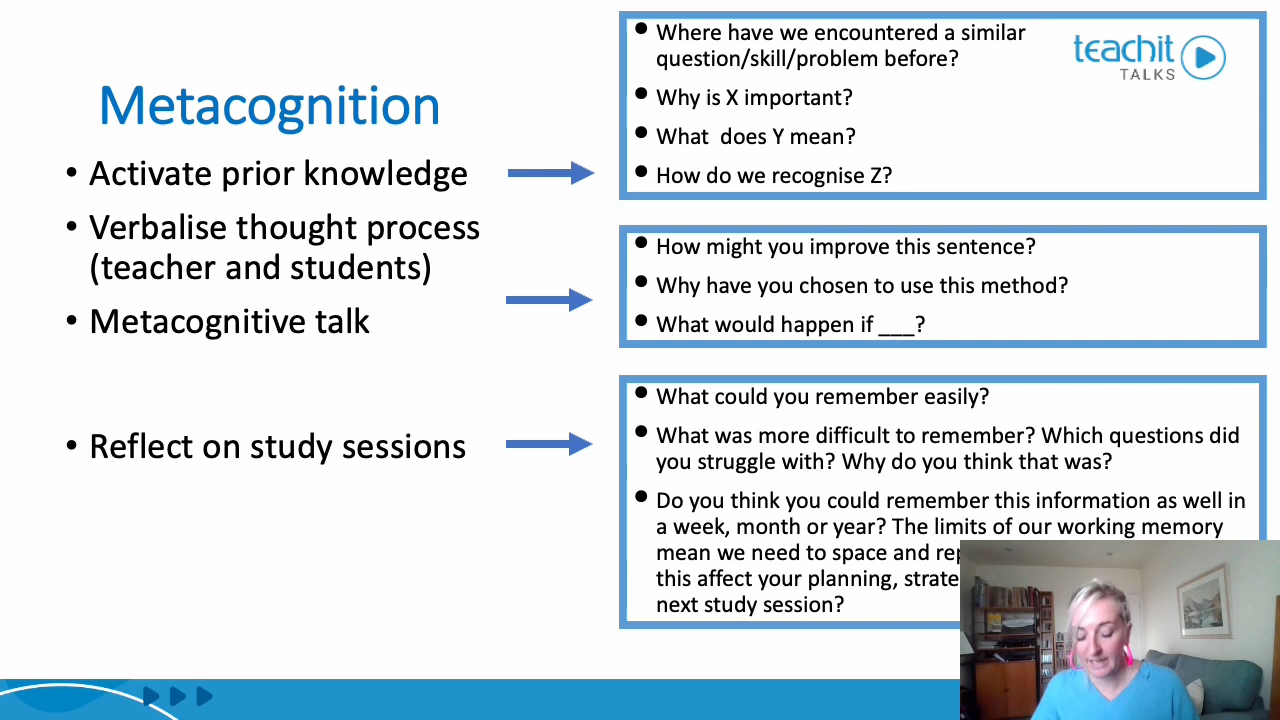 Metacognition
• Activate prior knowledge
• Verbalise thought process
(teacher and students)
• Metacognitive talk
• Reflect on study sessions
• Where have we encountered a similar
question/skill/problem before?
• Why is X important?
• What does Y mean?
• How do we recognise Z?
teachit
TALKS
• How might you improve this sentence?
• Why have you chosen to use this method?
• What would happen if ___?
• What could you remember easily?
• What was more difficult to remember? Which questions did
you struggle with? Why do you think that was?
• Do you think you could remember this information as well in
a week, month or year? The limits of our working memory
mean we need to space and
this affect your planning,
next study session?